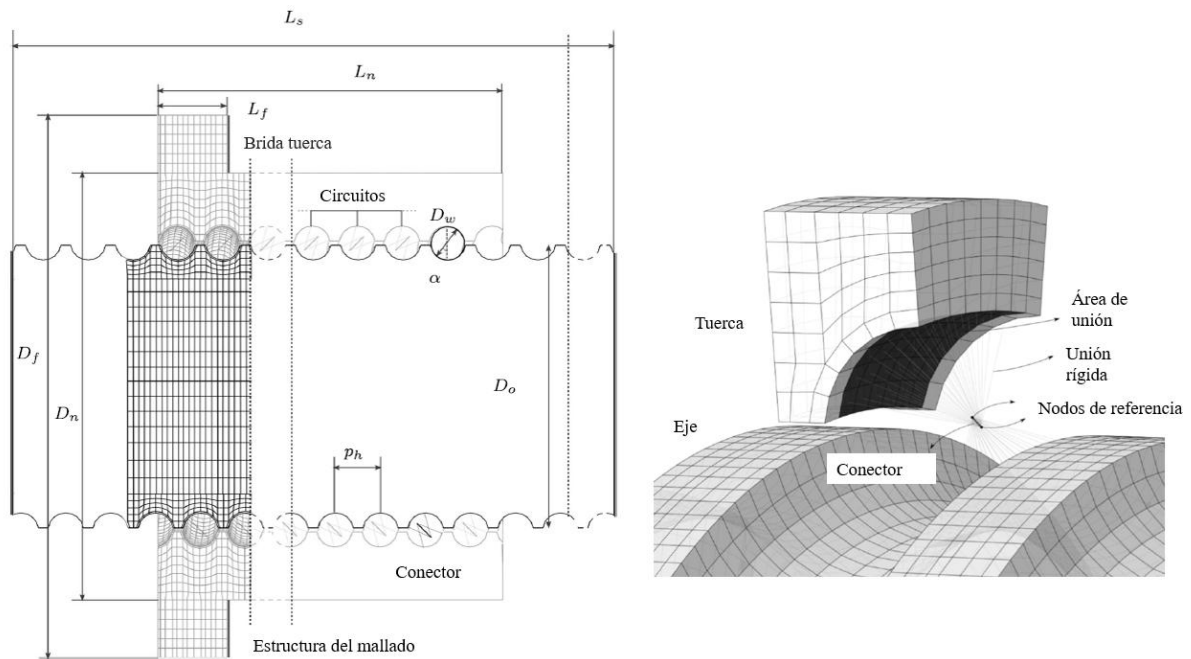 L_s
L_n
L_f
Brida tuerca
Circuitos
D_w
α
D_f
D_n
D_o
p_h
Conector
Estructura del mallado
Tuerca
Área de
unión
Unión
rígida
Nodos de referencia
Eje
Conector